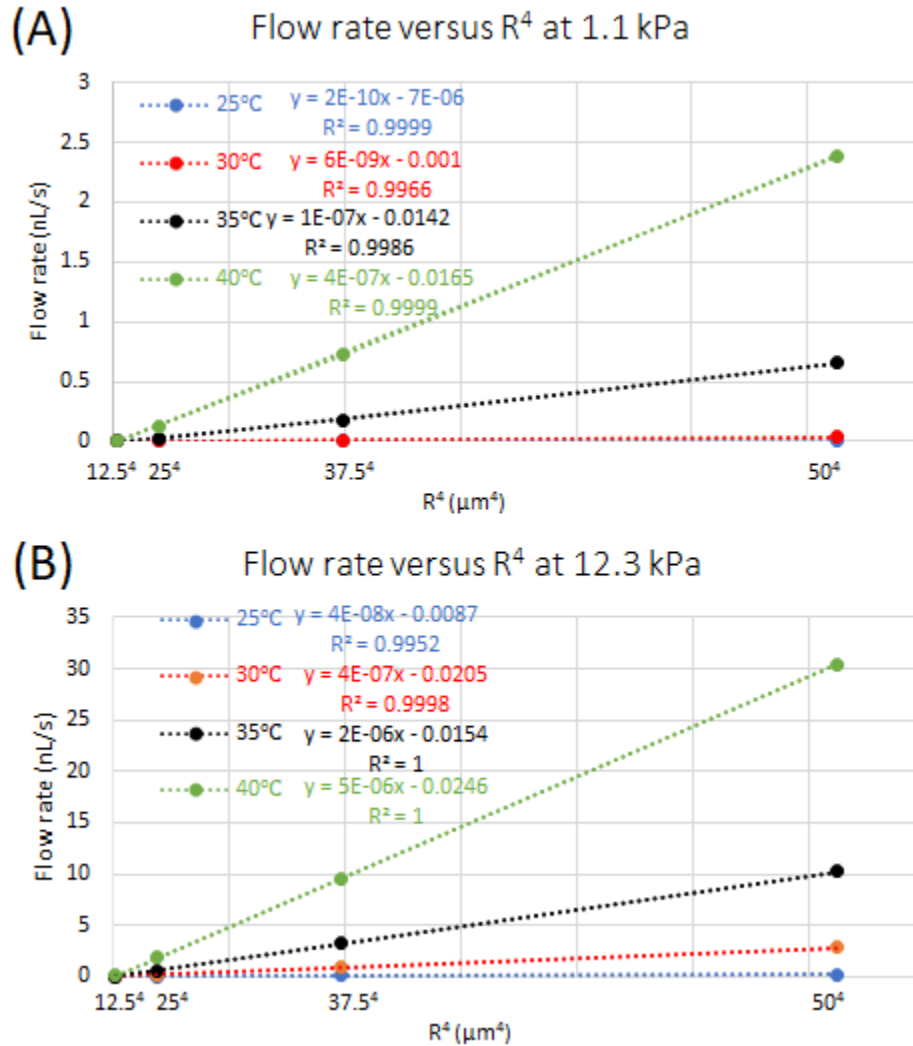 (A) Flow rate versus R⁴ at 1.1 kPa
3
25°C y = 2E-10x - 7E-06
R² = 0.9999
2.5
30°C y = 6E-09x - 0.001
R² = 0.9966
2
35°C y = 1E-07x - 0.0142
R² = 0.9986
1.5
40°C y = 4E-07x - 0.0165
R² = 0.9999
1
0.5
0
Flow rate (nL/s)
12.5⁴ 25⁴ 37.5⁴ 50⁴
R⁴ (μm⁴)
(B) Flow rate versus R⁴ at 12.3 kPa
35
25°C y = 4E-08x - 0.0087
R² = 0.9952
30
30°C y = 4E-07x - 0.0205
R² = 0.9998
25
35°C y = 2E-06x - 0.0154
R² = 1
20
40°C y = 5E-06x - 0.0246
R² = 1
15
10
5
0
Flow rate (nL/s)
12.5⁴ 25⁴ 37.5⁴ 50⁴
R⁴ (μm⁴)